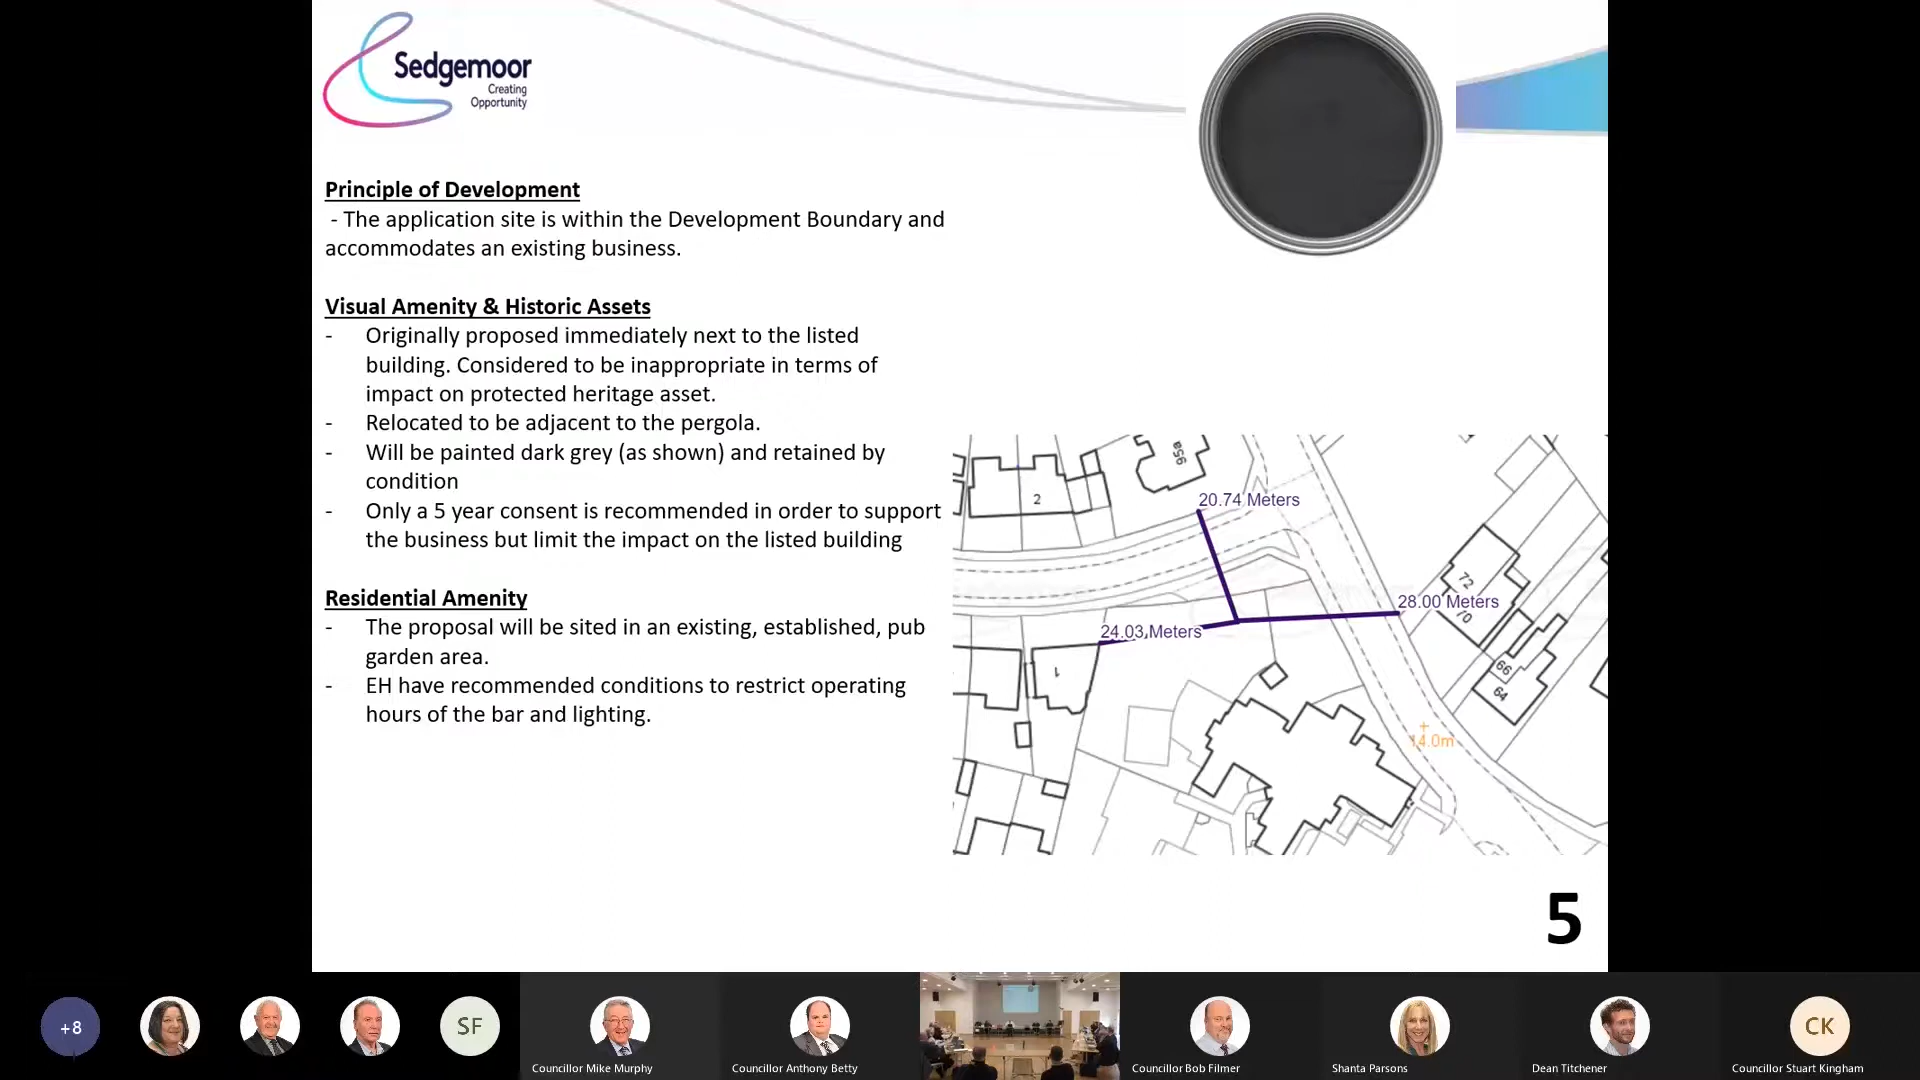 Sedgemoor
Creating
Opportunity
Principle of Development
- The application site is within the Development Boundary and
accommodates an existing business.
Visual Amenity & Historic Assets
- Originally proposed immediately next to the listed
building. Considered to be inappropriate in terms of
impact on protected heritage asset.
- Relocated to be adjacent to the pergola.
- Will be painted dark grey (as shown) and retained by
condition
- Only a 5 year consent is recommended in order to support
the business but limit the impact on the listed building
Residential Amenity
- The proposal will be sited in an existing, established, pub
garden area.
- EH have recommended conditions to restrict operating
hours of the bar and lighting.
95a
2
20.74 Meters
72
28.00 Meters
70
24.03 Meters
66
1
64
14.0m
5
+8
SF
CK
Councillor Mike Murphy
Councillor Anthony Betty
Councillor Bob Filmer
Shanta Parsons
Dean Titchener
Councillor Stuart Kingham